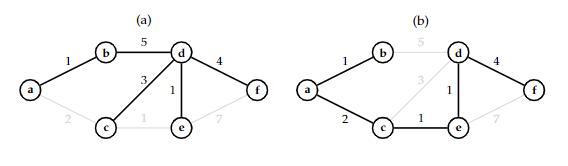 (a) (b)
b 5 d b 5 d
1 4 1 4
3 3
a 1 f a 1 f
2 7 2 7
c 1 e c 1 e